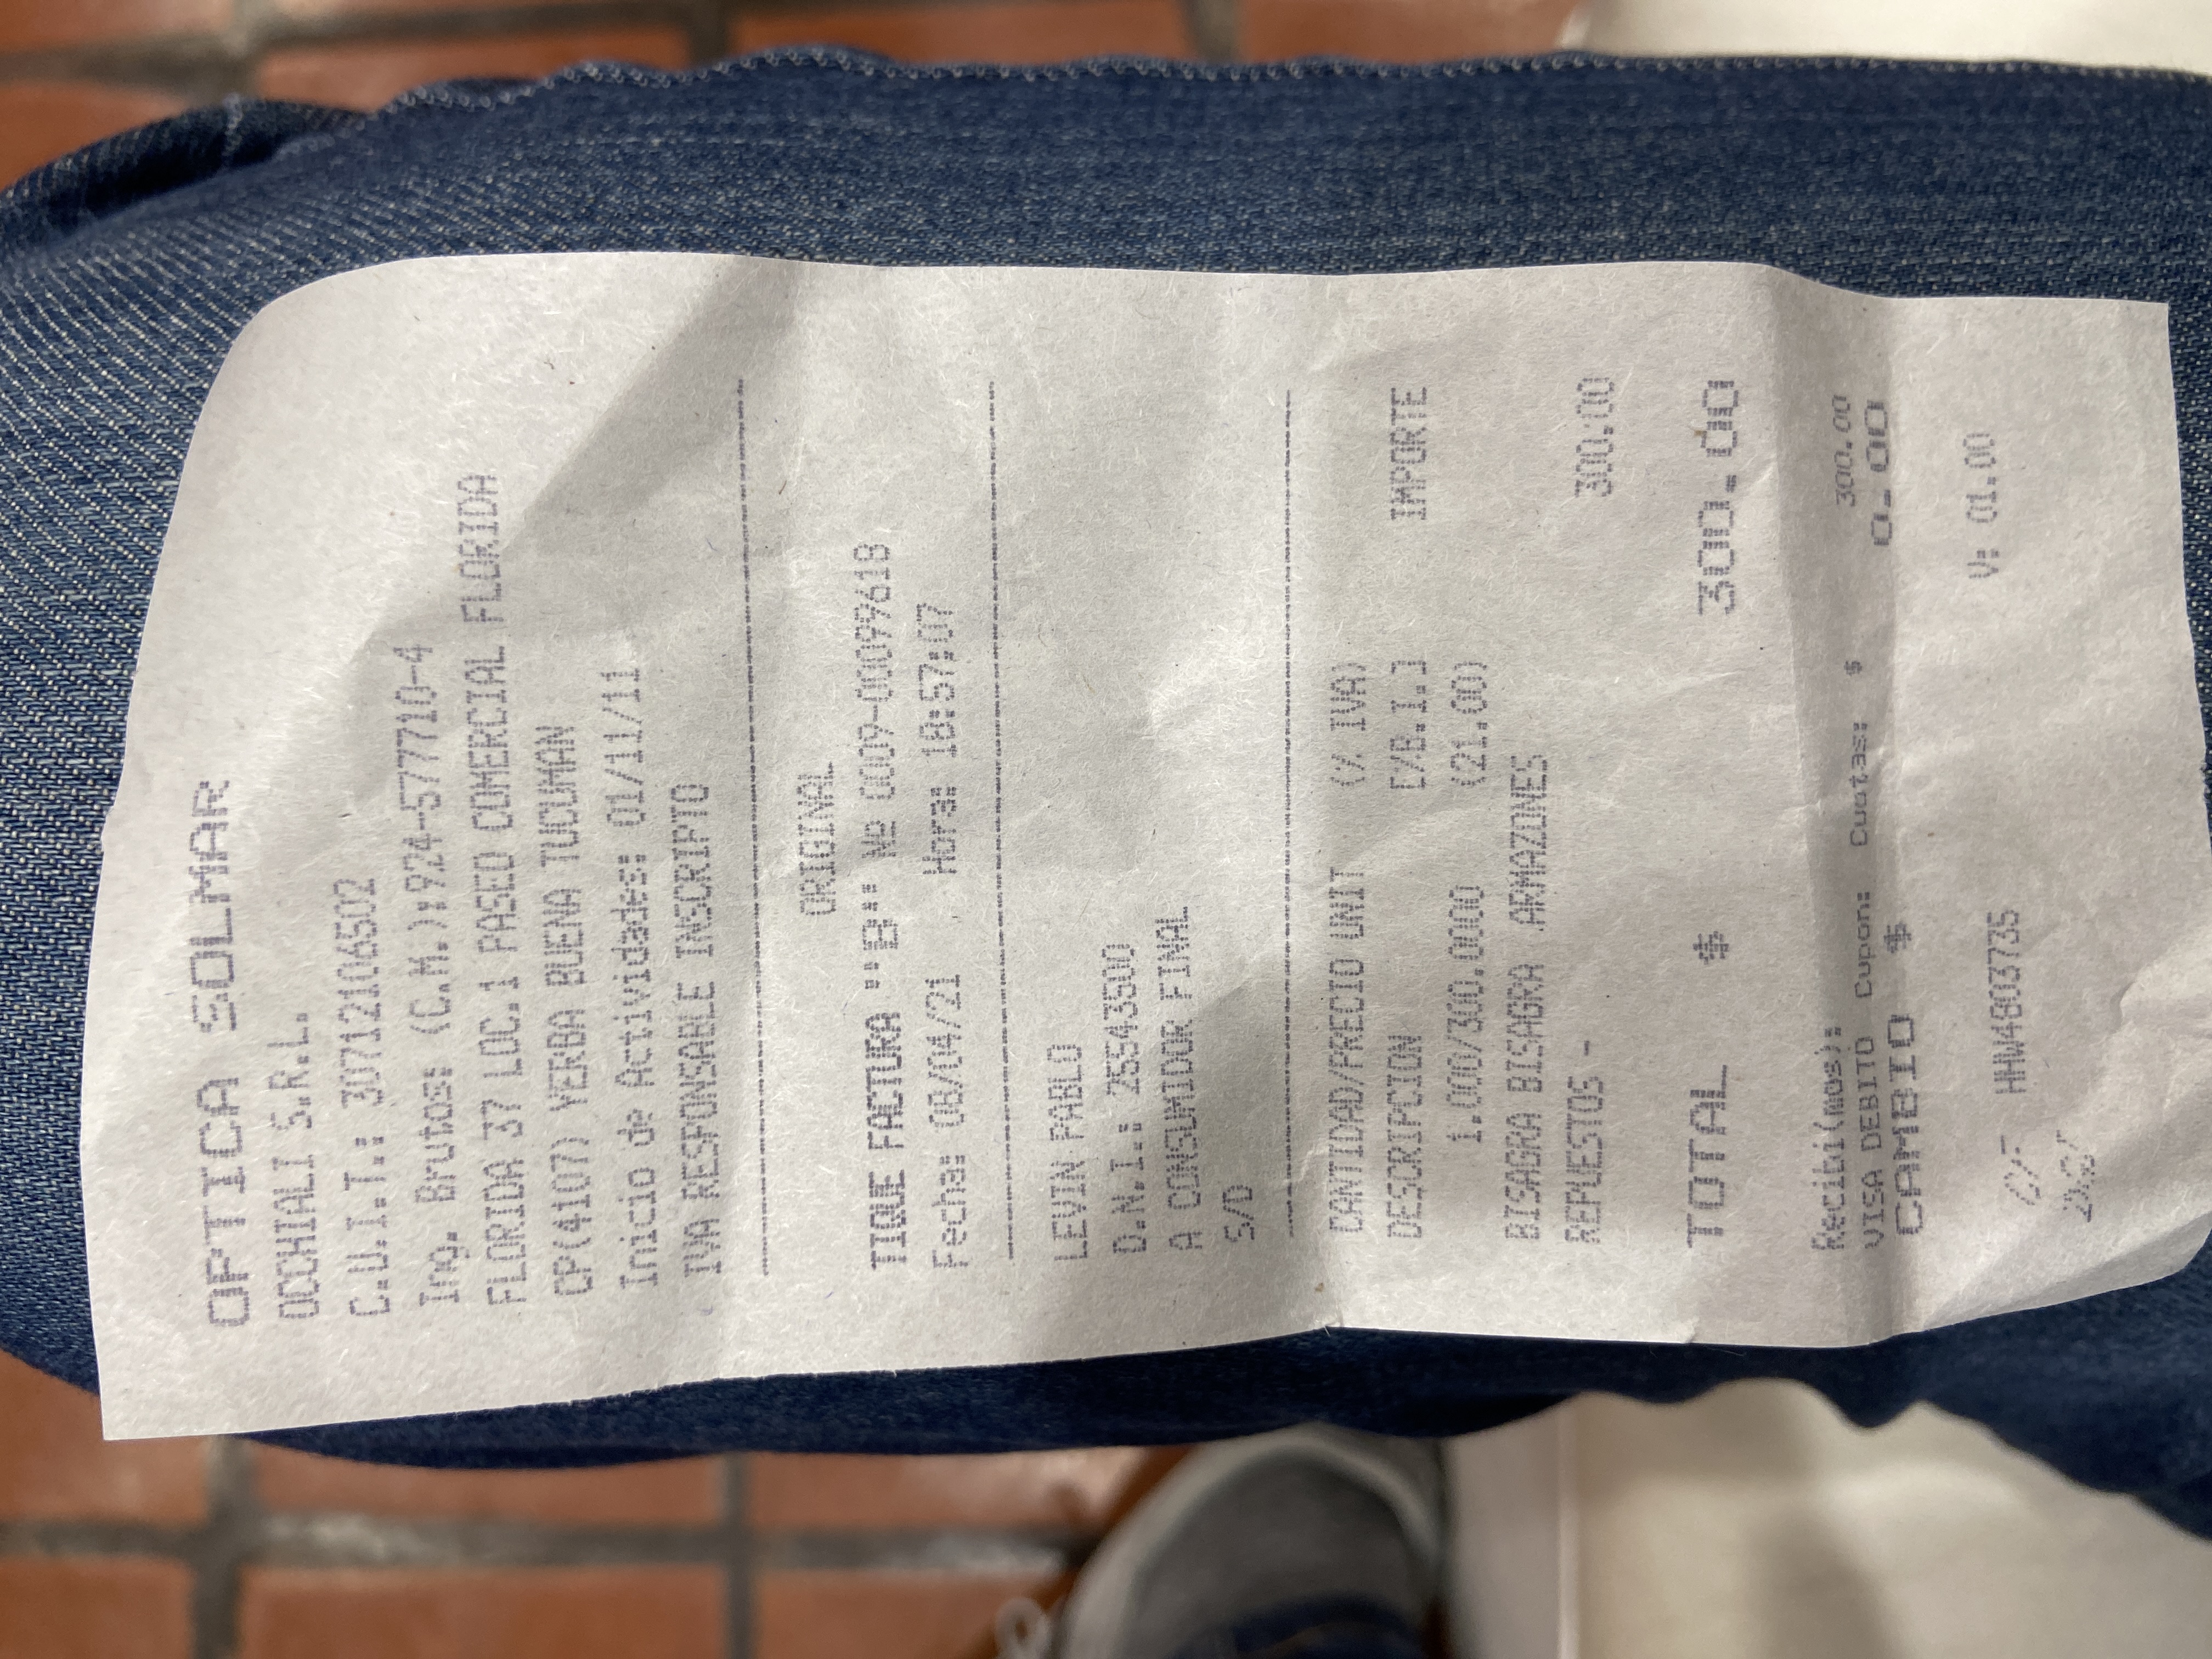 OPTICA SOLMAR
OCCHIALI S.R.L.
C.U.I.T.: 30712106502
Ing. Brutos: (C.M.):924-577710-4
FLORIDA 37 LOC.1 PASEO COMERCIAL FLORIDA
CP(4107) YERBA BUENA TUCUMAN
Inicio de Actividades: 01/11/11
IVA RESPONSABLE INSCRIPTO
ORIGINAL
TIQUE FACTURA "B" Nº 0009-00099618
Fecha: 08/04/21 Hora: 18:57:07
LEVIN PABLO
D.N.I.: 25543500
A CONSUMIDOR FINAL
S/D
CANTIDAD/PRECIO UNIT (% IVA)
DESCRIPCION [%B.I.] IMPORTE
1.000/300.0000 (21.00)
BISAGRA BISAGRA .ARMAZONES
REPUESTOS - 300.00
TOTAL $ 300.00
Recibi(mos):
VISA DEBITO Cupon: Cuotas: $ 300.00
CAMBIO $ 0.00
CF HHW4803735 V: 01.00
DGI